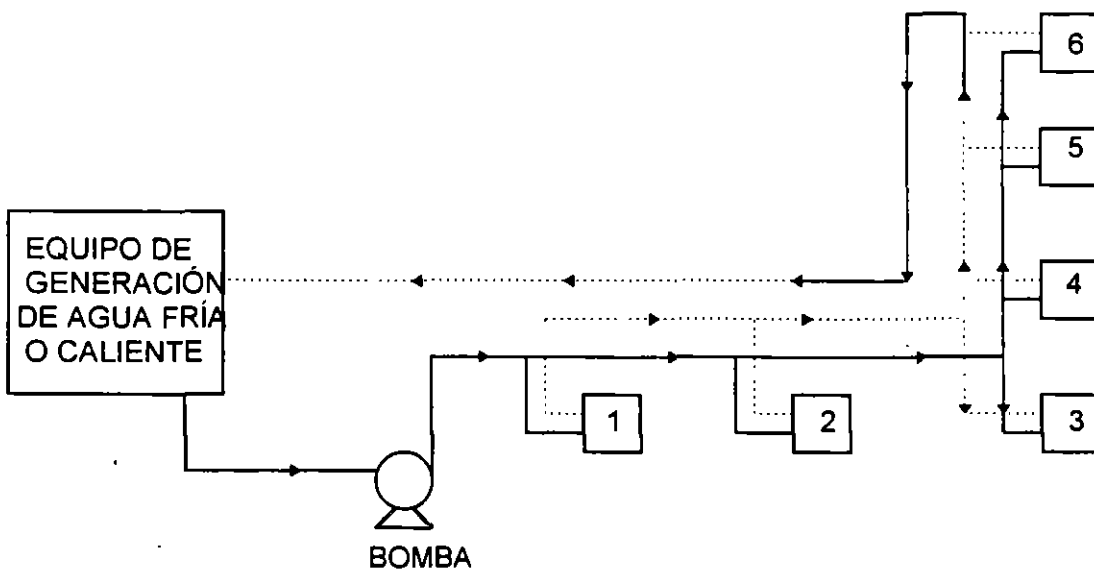 6
5
EQUIPO DE
GENERACIÓN
DE AGUA FRÍA
O CALIENTE
4
1
2
3
BOMBA